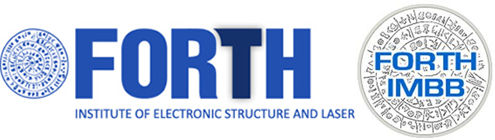 FORTH
INSTITUTE OF ELECTRONIC STRUCTURE AND LASER
FORTH
IMBB